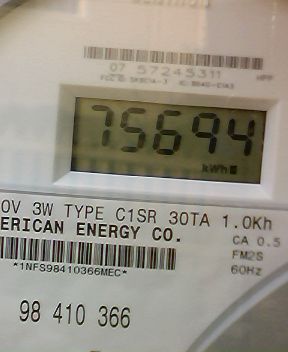 07 57245311
75694
kWh
0V 3W TYPE C1SR 30TA 1.0Kh
ERICAN ENERGY CO.
CA 0.5
FM2S
60Hz
*1NFS98410366MEC*
98 410 366